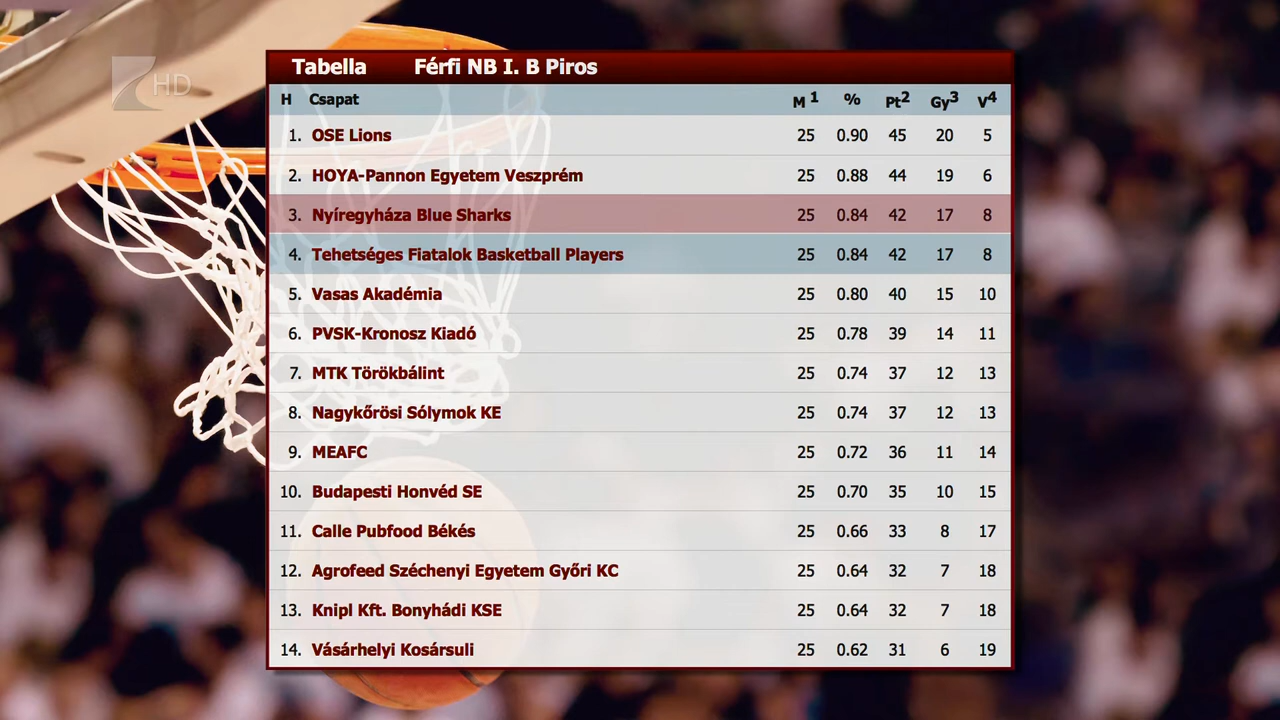 HD
Tabella Férfi NB I. B Piros
H Csapat M 1 % Pt2 Gy3 V4
1. OSE Lions 25 0.90 45 20 5
2. HOYA-Pannon Egyetem Veszprém 25 0.88 44 19 6
3. Nyíregyháza Blue Sharks 25 0.84 42 17 8
4. Tehetséges Fiatalok Basketball Players 25 0.84 42 17 8
5. Vasas Akadémia 25 0.80 40 15 10
6. PVSK-Kronosz Kiadó 25 0.78 39 14 11
7. MTK Törökbálint 25 0.74 37 12 13
8. Nagykőrösi Sólymok KE 25 0.74 37 12 13
9. MEAFC 25 0.72 36 11 14
10. Budapesti Honvéd SE 25 0.70 35 10 15
11. Calle Pubfood Békés 25 0.66 33 8 17
12. Agrofeed Széchenyi Egyetem Győri KC 25 0.64 32 7 18
13. Knipl Kft. Bonyhádi KSE 25 0.64 32 7 18
14. Vásárhelyi Kosársuli 25 0.62 31 6 19